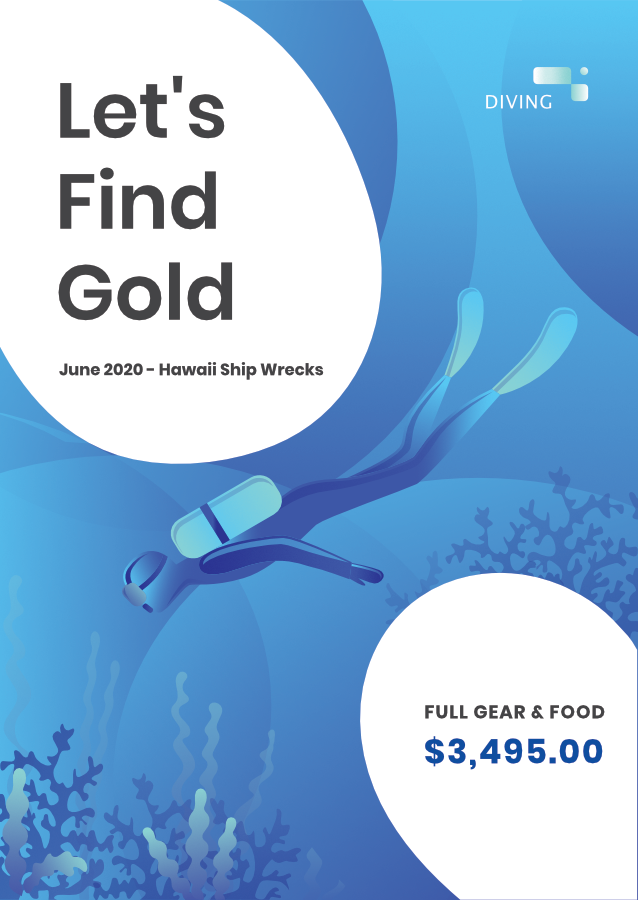 Let's
Find
Gold
June 2020 - Hawaii Ship Wrecks
DIVING
FULL GEAR & FOOD
$3,495.00